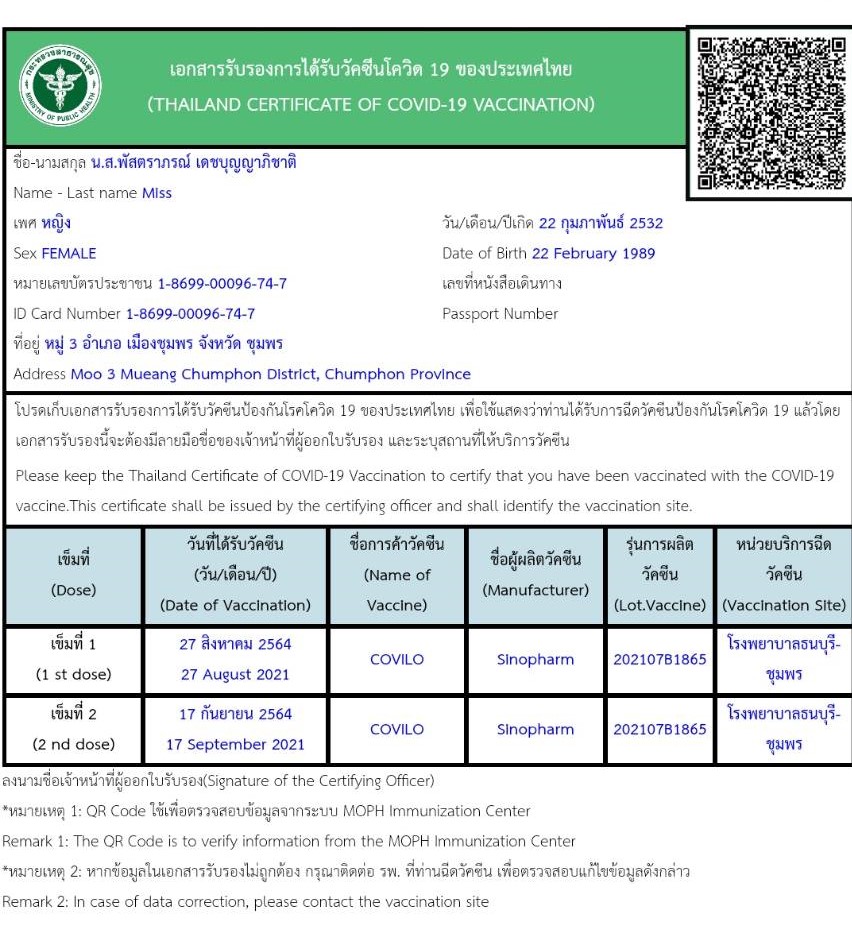 กระทรวงสาธารณสุข
MINISTRY OF PUBLIC HEALTH
เอกสารรับรองการได้รับวัคซีนโควิด 19 ของประเทศไทย
(THAILAND CERTIFICATE OF COVID-19 VACCINATION)
ชื่อ-นามสกุล น.ส.พัสตราภรณ์ เดชบุญญาภิชาติ
Name - Last name Miss
เพศ หญิง
วัน/เดือน/ปีเกิด 22 กุมภาพันธ์ 2532
Sex FEMALE
Date of Birth 22 February 1989
หมายเลขบัตรประชาชน 1-8699-00096-74-7
เลขที่หนังสือเดินทาง
ID Card Number 1-8699-00096-74-7
Passport Number
ที่อยู่ หมู่ 3 อำเภอ เมืองชุมพร จังหวัด ชุมพร
Address Moo 3 Mueang Chumphon District, Chumphon Province
โปรดเก็บเอกสารรับรองการได้รับวัคซีนป้องกันโรคโควิด 19 ของประเทศไทย เพื่อใช้แสดงว่าท่านได้รับการฉีดวัคซีนป้องกันโรคโควิด 19 แล้วโดย
เอกสารรับรองนี้จะต้องมีลายมือชื่อของเจ้าหน้าที่ผู้ออกใบรับรอง และระบุสถานที่ให้บริการวัคซีน
Please keep the Thailand Certificate of COVID-19 Vaccination to certify that you have been vaccinated with the COVID-19
vaccine.This certificate shall be issued by the certifying officer and shall identify the vaccination site.
เข็มที่
(Dose)
วันที่ได้รับวัคซีน
(วัน/เดือน/ปี)
(Date of Vaccination)
ชื่อการค้าวัคซีน
(Name of
Vaccine)
ชื่อผู้ผลิตวัคซีน
(Manufacturer)
รุ่นการผลิต
วัคซีน
(Lot.Vaccine)
หน่วยบริการฉีด
วัคซีน
(Vaccination Site)
เข็มที่ 1
(1 st dose)
27 สิงหาคม 2564
27 August 2021
COVILO
Sinopharm
202107B1865
โรงพยาบาลธนบุรี-
ชุมพร
เข็มที่ 2
(2 nd dose)
17 กันยายน 2564
17 September 2021
COVILO
Sinopharm
202107B1865
โรงพยาบาลธนบุรี-
ชุมพร
ลงนามชื่อเจ้าหน้าที่ผู้ออกใบรับรอง(Signature of the Certifying Officer)
*หมายเหตุ 1: QR Code ใช้เพื่อตรวจสอบข้อมูลจากระบบ MOPH Immunization Center
Remark 1: The QR Code is to verify information from the MOPH Immunization Center
*หมายเหตุ 2: หากข้อมูลในเอกสารรับรองไม่ถูกต้อง กรุณาติดต่อ รพ. ที่ท่านฉีดวัคซีน เพื่อตรวจสอบแก้ไขข้อมูลดังกล่าว
Remark 2: In case of data correction, please contact the vaccination site